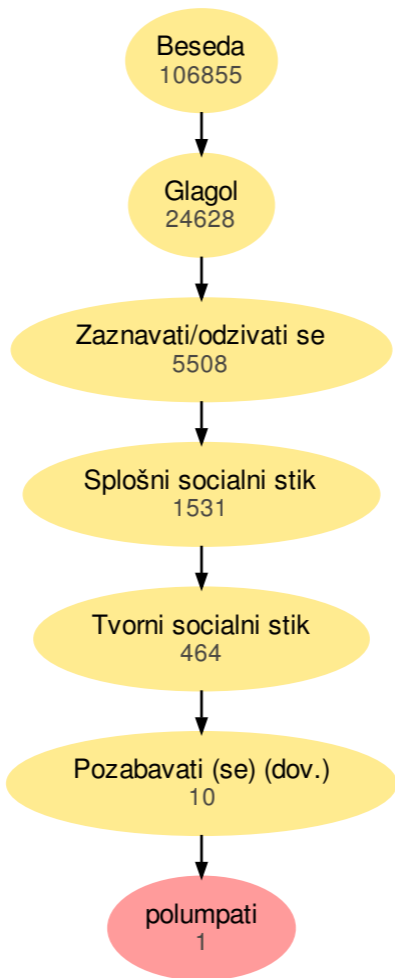 Beseda
106855
Glagol
24628
Zaznavati/odzivati se
5508
Splošni socialni stik
1531
Tvorni socialni stik
464
Pozabavati (se) (dov.)
10
polumpati
1